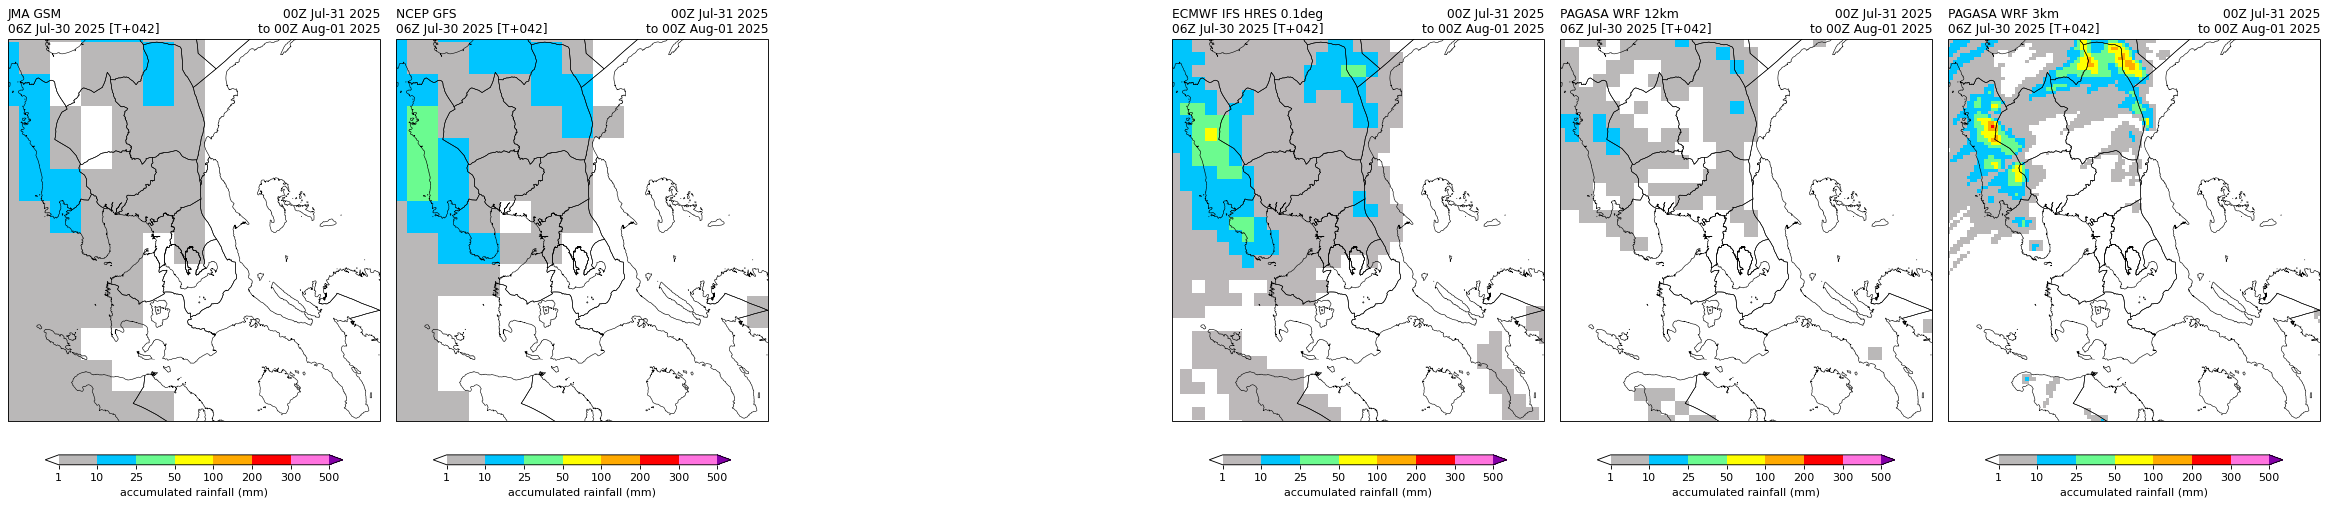 JMA GSM 00Z Jul-31 2025
06Z Jul-30 2025 [T+042] to 00Z Aug-01 2025
1 10 25 50 100 200 300 500
accumulated rainfall (mm)
NCEP GFS 00Z Jul-31 2025
06Z Jul-30 2025 [T+042] to 00Z Aug-01 2025
1 10 25 50 100 200 300 500
accumulated rainfall (mm)
ECMWF IFS HRES 0.1deg 00Z Jul-31 2025
06Z Jul-30 2025 [T+042] to 00Z Aug-01 2025
1 10 25 50 100 200 300 500
accumulated rainfall (mm)
PAGASA WRF 12km 00Z Jul-31 2025
06Z Jul-30 2025 [T+042] to 00Z Aug-01 2025
1 10 25 50 100 200 300 500
accumulated rainfall (mm)
PAGASA WRF 3km 00Z Jul-31 2025
06Z Jul-30 2025 [T+042] to 00Z Aug-01 2025
1 10 25 50 100 200 300 500
accumulated rainfall (mm)